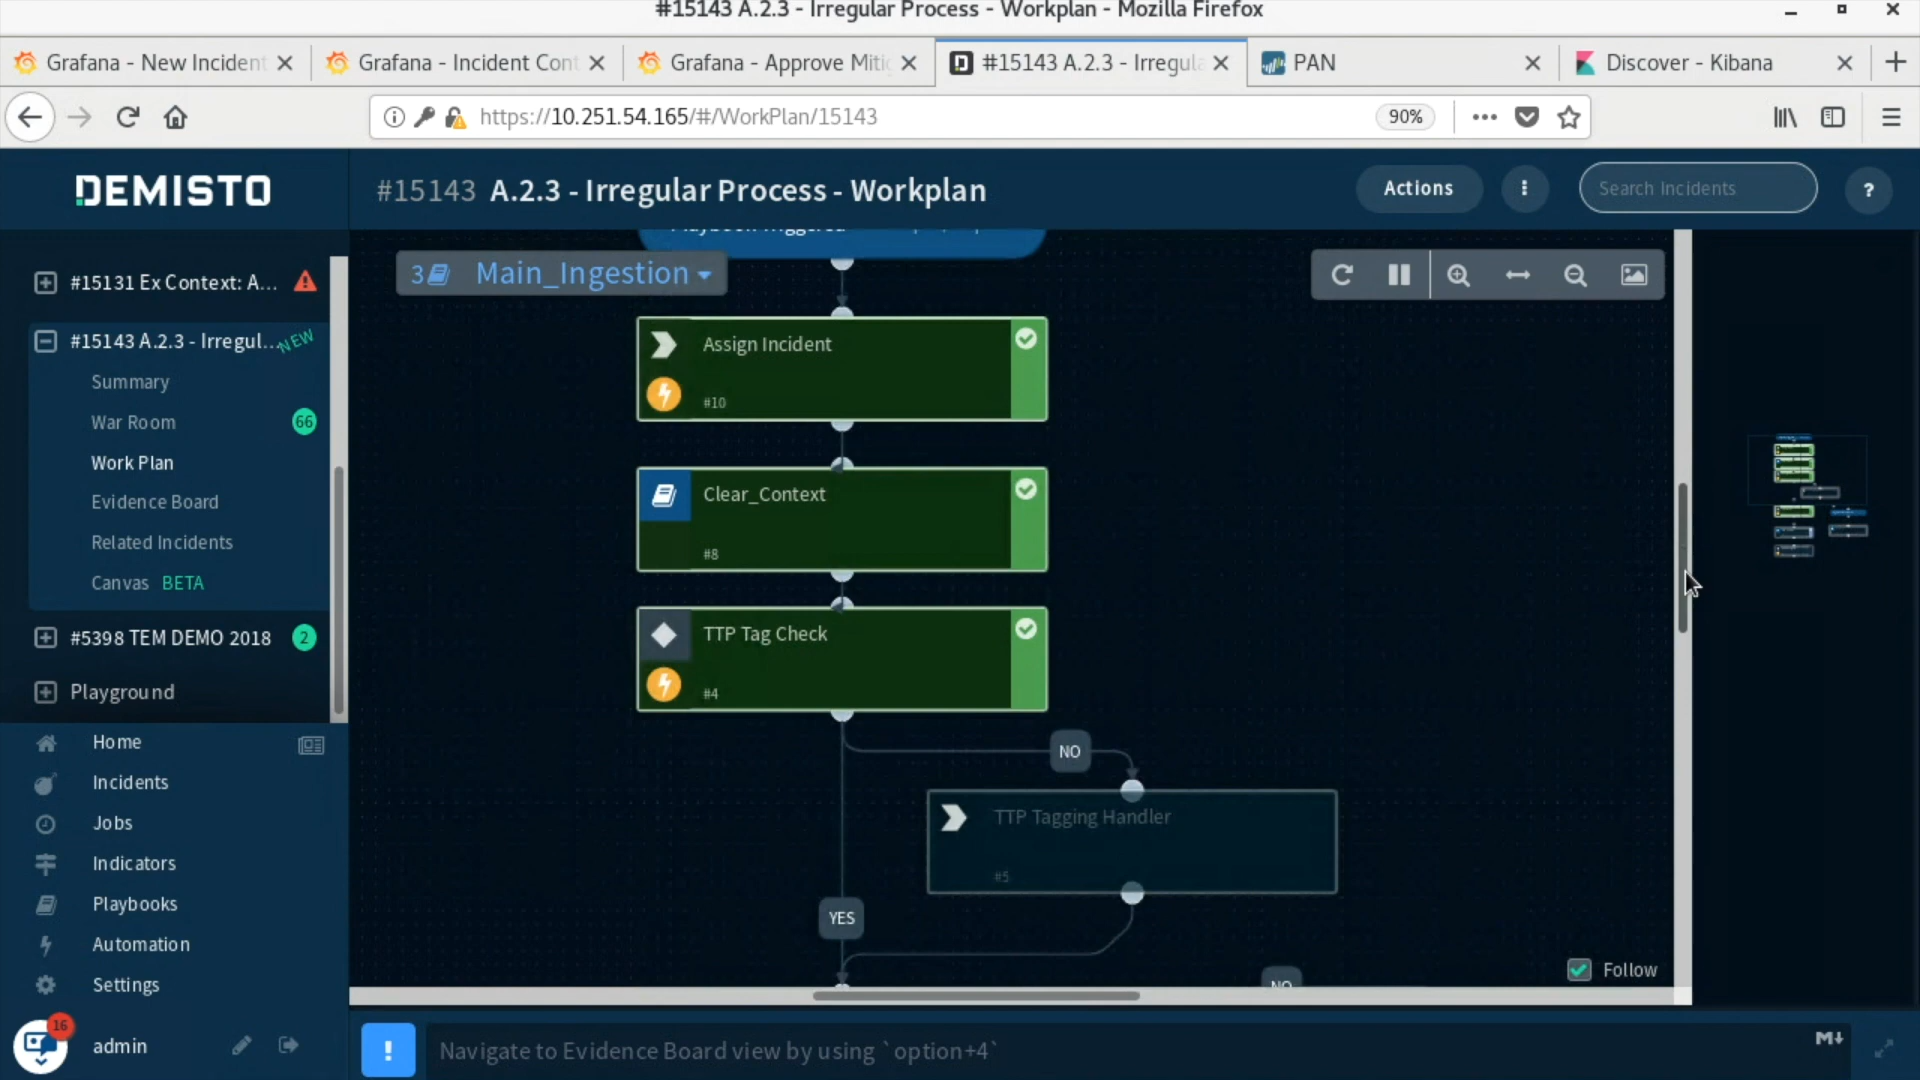 #15143 A.2.3 - Irregular Process - Workplan - Mozilla Firefox
Grafana - New Incident
Grafana - Incident Cont
Grafana - Approve Mitig
#15143 A.2.3 - Irregula
PAN
Discover - Kibana
https://10.251.54.165/#/WorkPlan/15143
90%
DEMISTO
#15143 A.2.3 - Irregular Process - Workplan
Actions
Search Incidents
?
#15131 Ex Context: A...
#15143 A.2.3 - Irregul...
NEW
Summary
War Room
66
Work Plan
Evidence Board
Related Incidents
Canvas BETA
#5398 TEM DEMO 2018
2
Playground
Home
Incidents
Jobs
Indicators
Playbooks
Automation
Settings
16
admin
Playbook Triggered
3 Main_Ingestion
Assign Incident
#10
Clear_Context
#8
TTP Tag Check
#4
NO
TTP Tagging Handler
#5
YES
NO
Follow
!
Navigate to Evidence Board view by using `option+4`
M